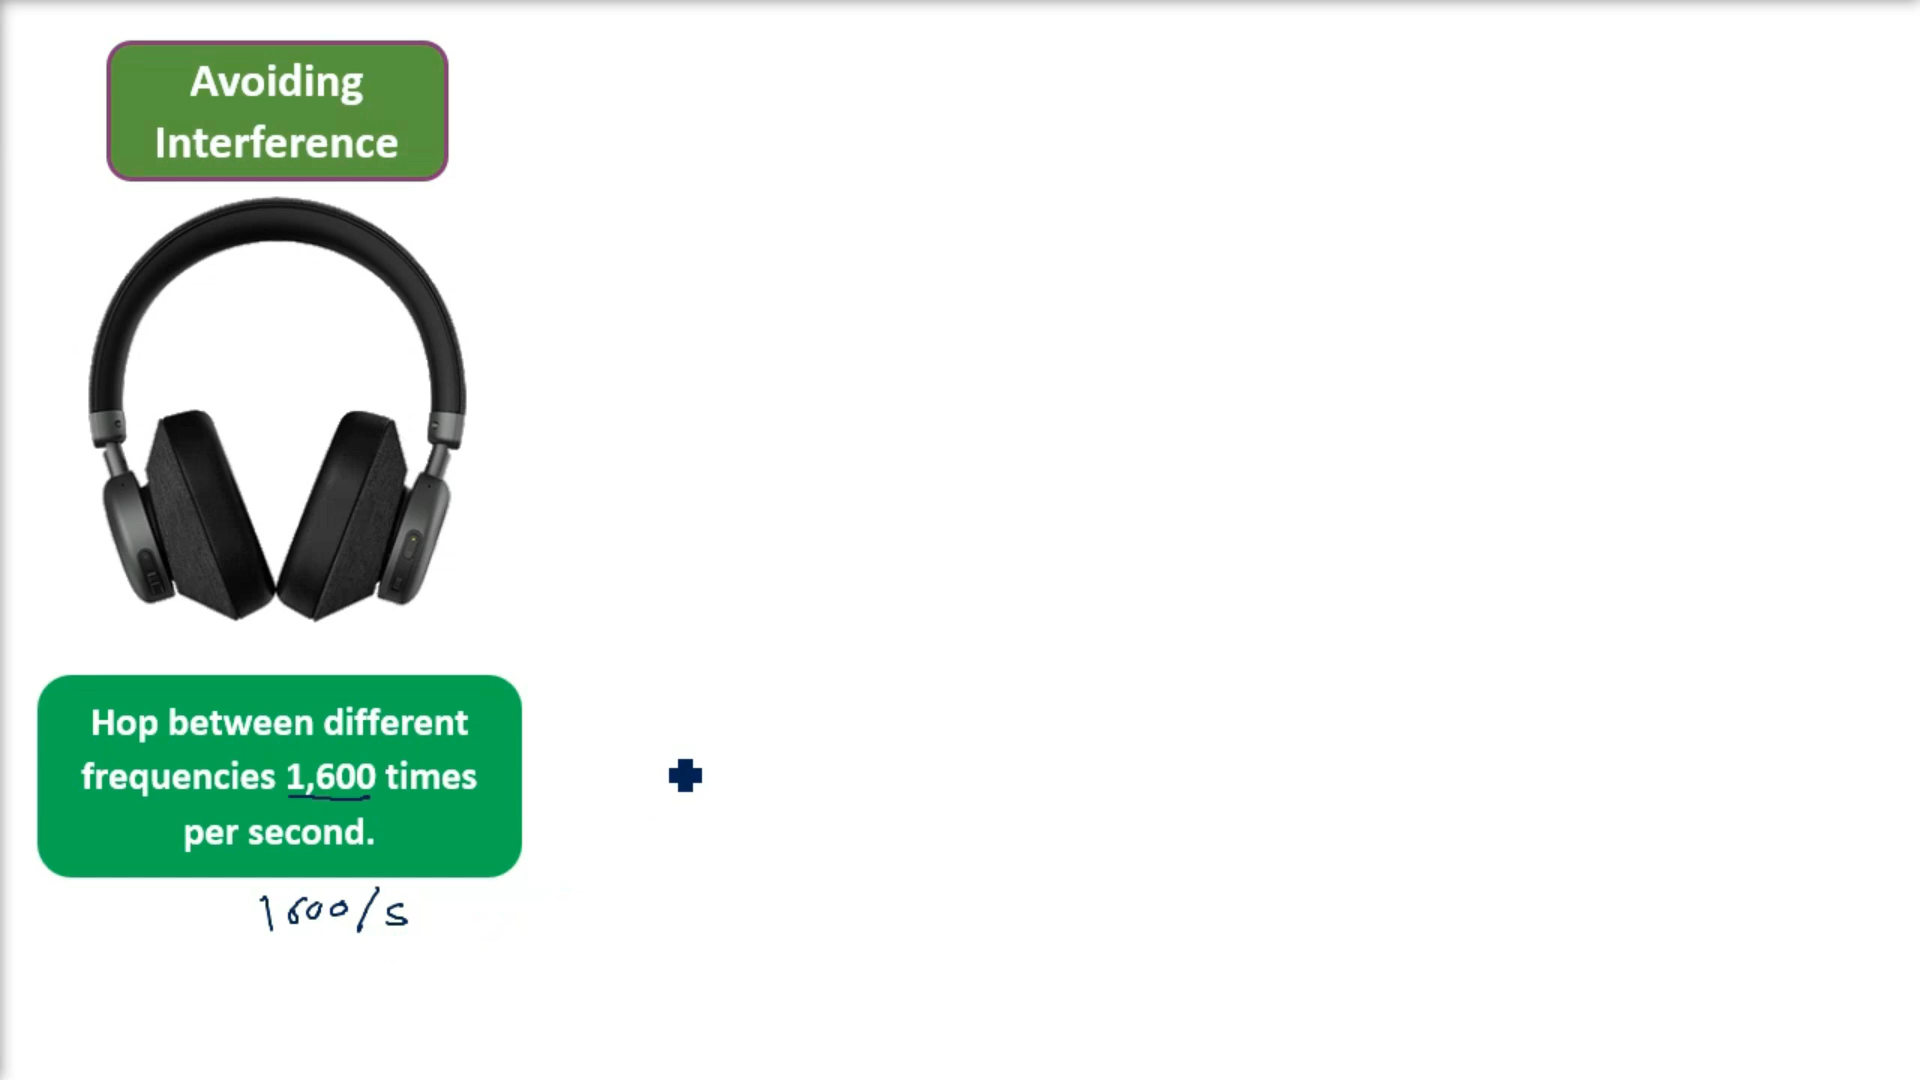 Avoiding
Interference
Hop between different
frequencies 1,600 times
per second.
1600/s